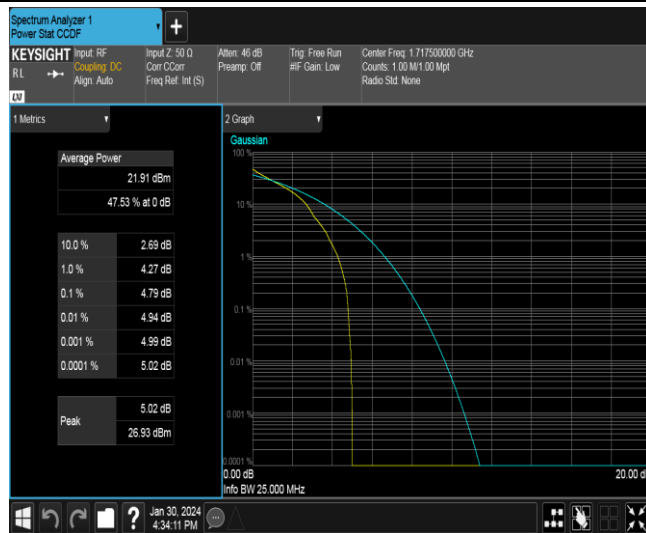 Spectrum Analyzer 1
Power Stat CCDF
KEYSIGHT
RL
Input: RF
Coupling: DC
Align: Auto
Input Z: 50 Ω
Corr CCorr
Freq Ref: Int (S)
Atten: 46 dB
Preamp: Off
Trig: Free Run
#IF Gain: Low
Center Freq: 1.717500000 GHz
Counts: 1.00 M/1.00 Mpt
Radio Std: None
1 Metrics
Average Power
21.91 dBm
47.53 % at 0 dB
10.0 % 2.69 dB
1.0 % 4.27 dB
0.1 % 4.79 dB
0.01 % 4.94 dB
0.001 % 4.99 dB
0.0001 % 5.02 dB
Peak
5.02 dB
26.93 dBm
2 Graph
Gaussian
100 %
10 %
1 %
0.1 %
0.01 %
0.001 %
0.0001 %
0.00 dB
20.00 d
Info BW 25.000 MHz
?
Jan 30, 2024
4:34:11 PM